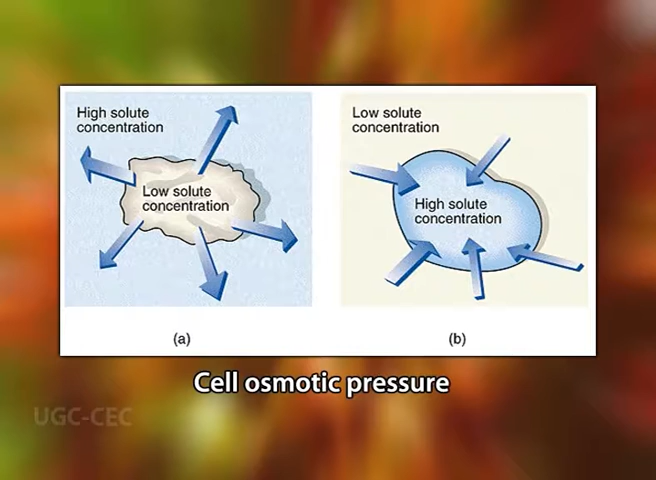 High solute
concentration
Low solute
concentration
(a)
Low solute
concentration
High solute
concentration
(b)
Cell osmotic pressure
UGC-CEC